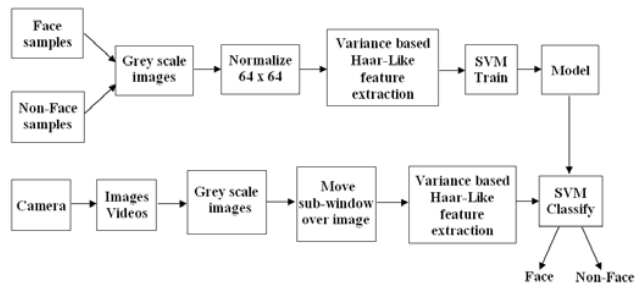 Face
samples
Non-Face
samples
Grey scale
images
Normalize
64 x 64
Variance based
Haar-Like
feature
extraction
SVM
Train
Model
Camera
Images
Videos
Grey scale
images
Move
sub-window
over image
Variance based
Haar-Like
feature
extraction
SVM
Classify
Face
Non-Face